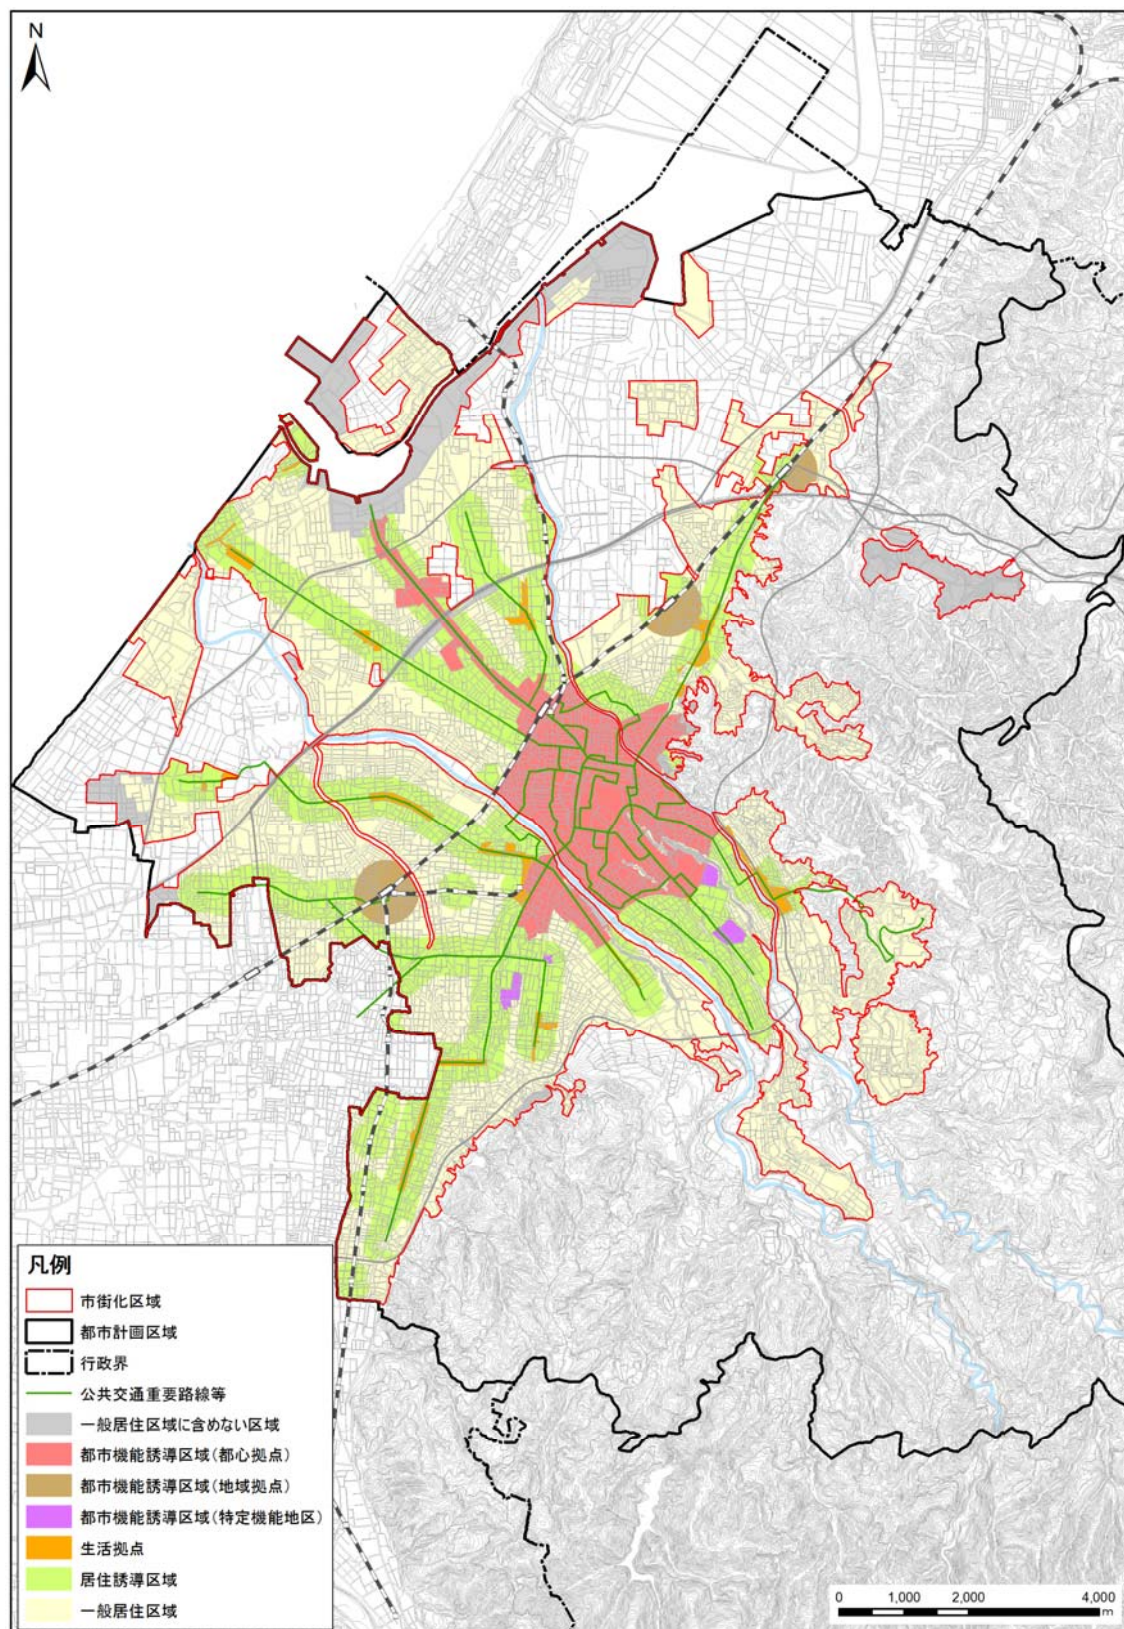 N
凡例
市街化区域
都市計画区域
行政界
公共交通重要路線等
一般居住区域に含めない区域
都市機能誘導区域(都心拠点)
都市機能誘導区域(地域拠点)
都市機能誘導区域(特定機能地区)
生活拠点
居住誘導区域
一般居住区域
0 1,000 2,000 4,000
m